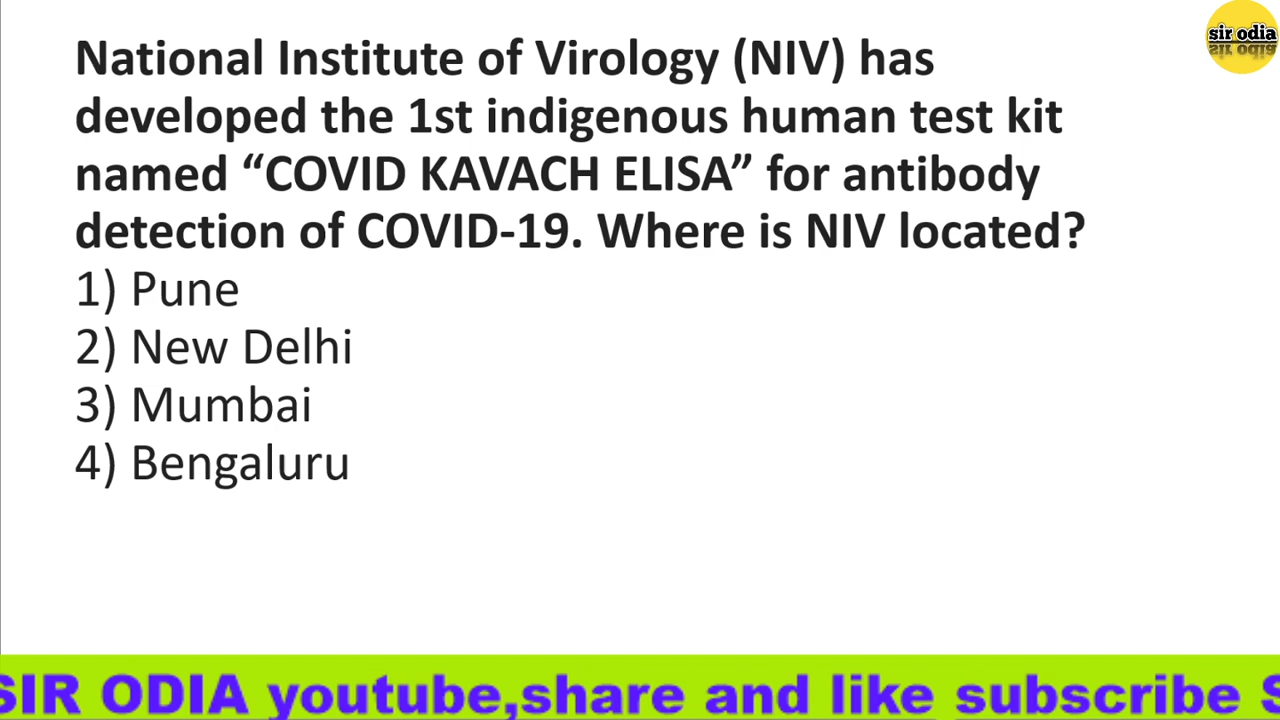 sir odia
National Institute of Virology (NIV) has
developed the 1st indigenous human test kit
named “COVID KAVACH ELISA” for antibody
detection of COVID-19. Where is NIV located?
1) Pune
2) New Delhi
3) Mumbai
4) Bengaluru
SIR ODIA youtube,share and like subscribe S